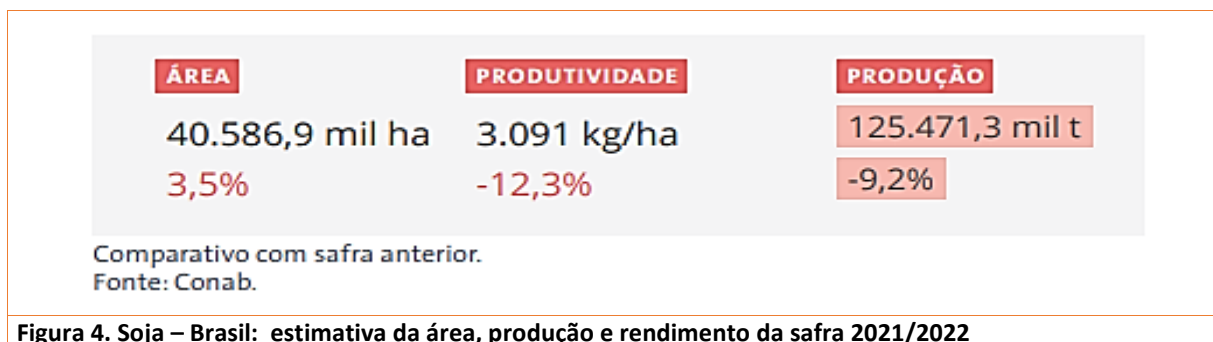 ÁREA PRODUTIVIDADE PRODUÇÃO
40.586,9 mil ha 3.091 kg/ha 125.471,3 mil t
3,5% -12,3% -9,2%
Comparativo com safra anterior.
Fonte: Conab.
Figura 4. Soja – Brasil: estimativa da área, produção e rendimento da safra 2021/2022